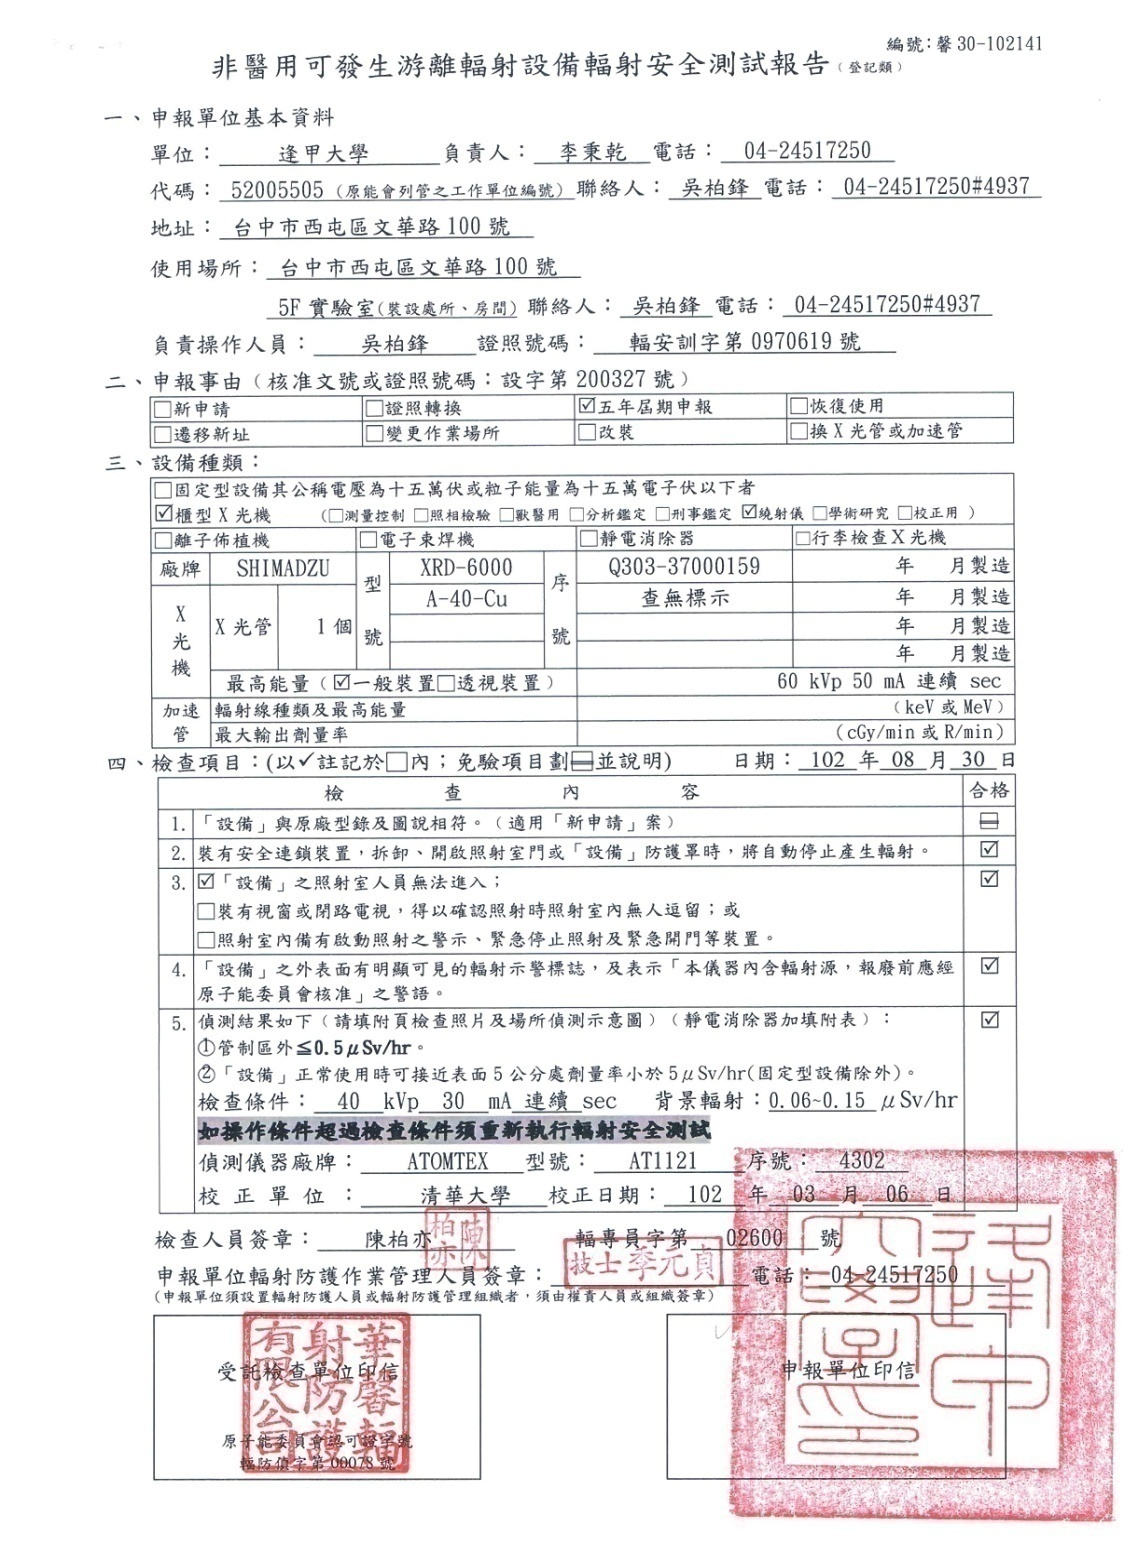 編號：馨30-102141
非醫用可發生游離輻射設備輻射安全測試報告（登記類）
一、申報單位基本資料
單位：逢甲大學 負責人：李秉乾 電話：04-24517250
代碼：52005505（原能會列管之工作單位編號）聯絡人：吳柏鋒 電話：04-24517250#4937
地址：台中市西屯區文華路100號
使用場所：台中市西屯區文華路100號
5F 實驗室(裝設處所、房間) 聯絡人：吳柏鋒 電話：04-24517250#4937
負責操作人員：吳柏鋒 證照號碼：輻安訓字第0970619號
二、申報事由（核准文號或證照號碼：設字第200327號）
□新申請 □證照轉換 ☑五年屆期申報 □恢復使用
□遷移新址 □變更作業場所 □改裝 □換X光管或加速管
三、設備種類：
□固定型設備其公稱電壓為十五萬伏或粒子能量為十五萬電子伏以下者
☑櫃型X光機 （□測量控制 □照相檢驗 □獸醫用 □分析鑑定 □刑事鑑定 ☑繞射儀 □學術研究 □校正用 ）
□離子佈植機 □電子束焊機 □靜電消除器 □行李檢查X光機
廠牌 SHIMADZU 型號 XRD-6000 序號 Q303-37000159 年 月製造
X光機 X光管 1個 A-40-Cu 查無標示 年 月製造
年 月製造
年 月製造
最高能量（☑一般裝置□透視裝置） 60 kVp 50 mA 連續 sec
加速管 輻射線種類及最高能量 （keV或MeV）
最大輸出劑量率 （cGy/min或R/min）
四、檢查項目：(以✓註記於□內；免驗項目劃⊟並說明) 日期：102年08月30日
檢查內容 合格
1. 「設備」與原廠型錄及圖說相符。（適用「新申請」案） ⊟
2. 裝有安全連鎖裝置，拆卸、開啟照射室門或「設備」防護罩時，將自動停止產生輻射。 ☑
3. ☑「設備」之照射室人員無法進入； ☑
□裝有視窗或閉路電視，得以確認照射時照射室內無人逗留；或
□照射室內備有啟動照射之警示、緊急停止照射及緊急開門等裝置。
4. 「設備」之外表面有明顯可見的輻射示警標誌，及表示「本儀器內含輻射源，報廢前應經 ☑
原子能委員會核准」之警語。
5. 偵測結果如下（請填附頁檢查照片及場所偵測示意圖）（靜電消除器加填附表）： ☑
①管制區外≦0.5μSv/hr。
②「設備」正常使用時可接近表面5公分處劑量率小於5μSv/hr(固定型設備除外)。
檢查條件：40 kVp 30 mA 連續 sec 背景輻射：0.06~0.15 μSv/hr
如操作條件超過檢查條件須重新執行輻射安全測試
偵測儀器廠牌：ATOMTEX 型號：AT1121 序號：4302
校正單位：清華大學 校正日期：102年03月06日
檢查人員簽章：陳柏亦 輻專員字第02600號
陳柏亦
申報單位輻射防護作業管理人員簽章： 電話：04-24517250
技士季元貞
(申報單位須設置輻射防護人員或輻射防護管理組織者，須由權責人員或組織簽章)
受託檢查單位印信 申報單位印信
華馨輻射防護有限公司
逢甲大學之印
原子能委員會認可證字號
輻防偵字第00073號